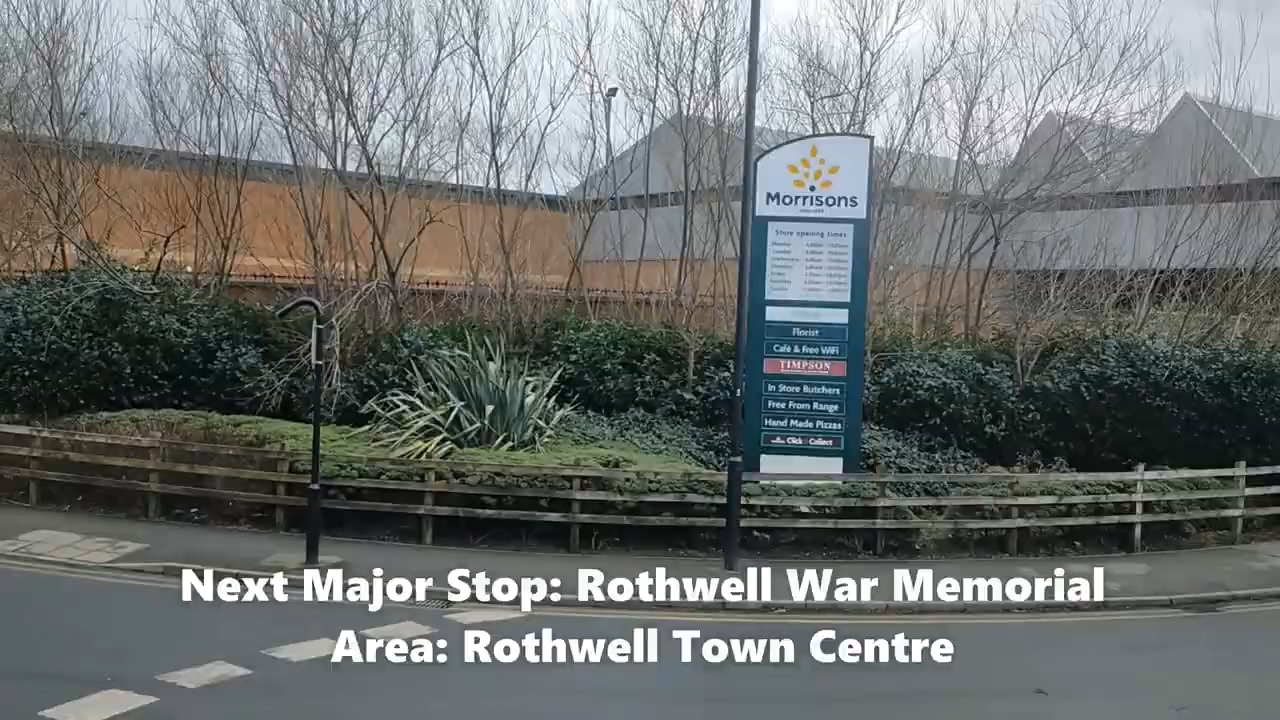 Morrisons
Store opening times
Florist
Café & Free WiFi
TIMPSON
In Store Butchers
Free From Range
Hand Made Pizzas
Click & Collect
Next Major Stop: Rothwell War Memorial
Area: Rothwell Town Centre